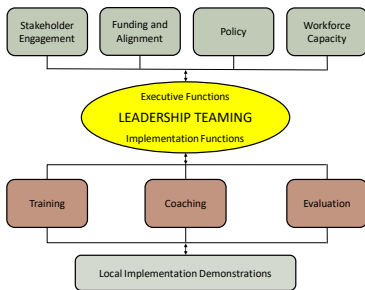 Stakeholder
Engagement
Funding and
Alignment
Policy
Workforce
Capacity
Executive Functions
LEADERSHIP TEAMING
Implementation Functions
Training
Coaching
Evaluation
Local Implementation Demonstrations